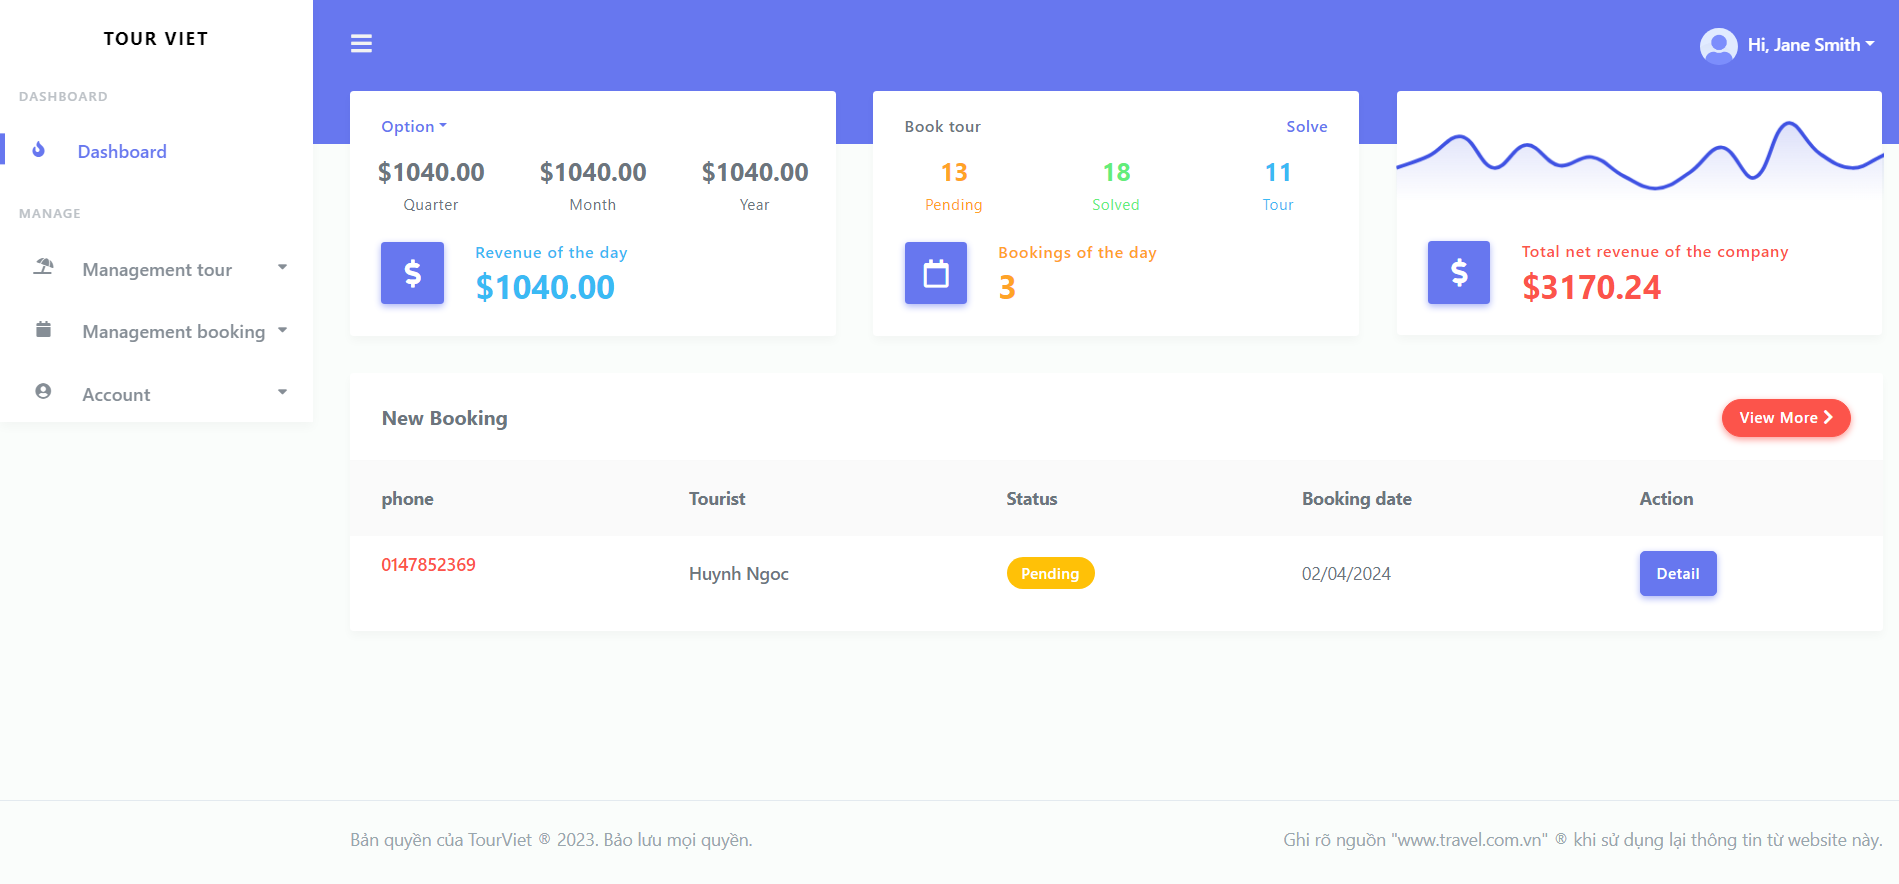 TOUR VIET
DASHBOARD
Dashboard
MANAGE
Management tour
Management booking
Account
Hi, Jane Smith
Option
$1040.00 $1040.00 $1040.00
Quarter Month Year
Revenue of the day
$1040.00
Book tour Solve
13 18 11
Pending Solved Tour
Bookings of the day
3
Total net revenue of the company
$3170.24
New Booking
View More
phone Tourist Status Booking date Action
0147852369 Huynh Ngoc Pending 02/04/2024 Detail
Bản quyền của TourViet ® 2023. Bảo lưu mọi quyền.
Ghi rõ nguồn "www.travel.com.vn" ® khi sử dụng lại thông tin từ website này.